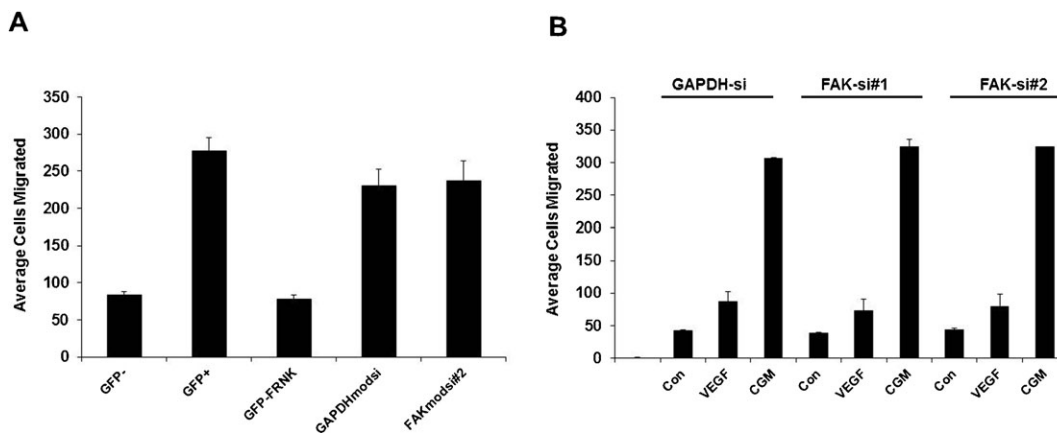 A
B
GAPDH-si FAK-si#1 FAK-si#2
Average Cells Migrated
350
300
250
200
150
100
50
0
GFP- GFP+ GFP-FRNK GAPDHmodsi FAKmodsi#2
Average Cells Migrated
400
350
300
250
200
150
100
50
0
Con VEGF CGM Con VEGF CGM Con VEGF CGM